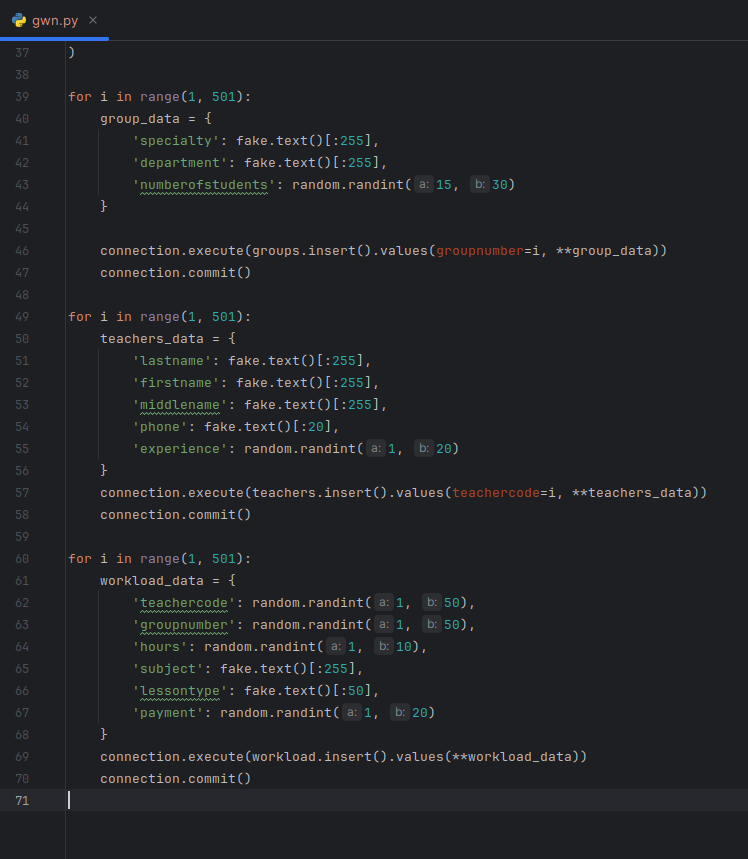 gwn.py ×
37 )
38
39 for i in range(1, 501):
40     group_data = {
41         'specialty': fake.text()[:255],
42         'department': fake.text()[:255],
43         'numberofstudents': random.randint(a: 15, b: 30)
44     }
45
46     connection.execute(groups.insert().values(groupnumber=i, **group_data))
47     connection.commit()
48
49 for i in range(1, 501):
50     teachers_data = {
51         'lastname': fake.text()[:255],
52         'firstname': fake.text()[:255],
53         'middlename': fake.text()[:255],
54         'phone': fake.text()[:20],
55         'experience': random.randint(a: 1, b: 20)
56     }
57     connection.execute(teachers.insert().values(teachercode=i, **teachers_data))
58     connection.commit()
59
60 for i in range(1, 501):
61     workload_data = {
62         'teachercode': random.randint(a: 1, b: 50),
63         'groupnumber': random.randint(a: 1, b: 50),
64         'hours': random.randint(a: 1, b: 10),
65         'subject': fake.text()[:255],
66         'lessontype': fake.text()[:50],
67         'payment': random.randint(a: 1, b: 20)
68     }
69     connection.execute(workload.insert().values(**workload_data))
70     connection.commit()
71